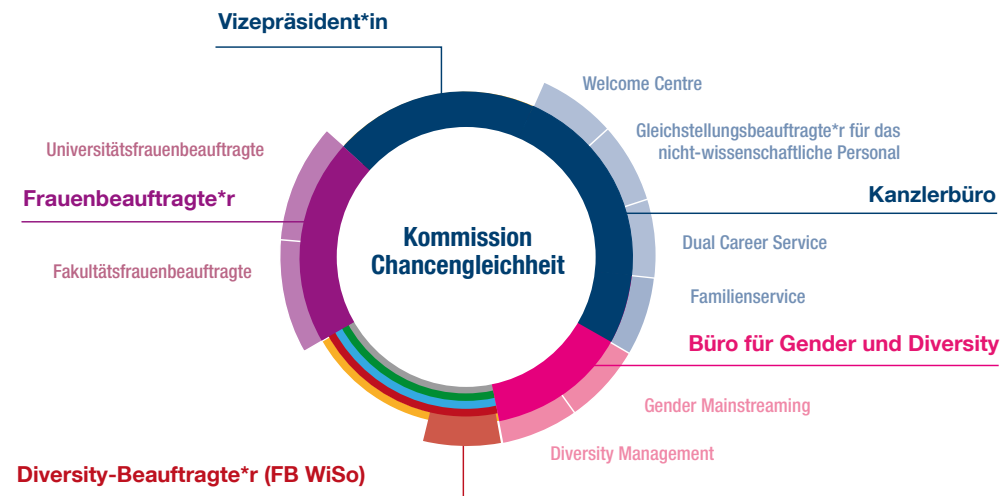 Vizepräsident*in
Welcome Centre
Gleichstellungsbeauftragte*r für das
nicht-wissenschaftliche Personal
Universitätsfrauenbeauftragte
Frauenbeauftragte*r
Kanzlerbüro
Kommission
Chancengleichheit
Dual Career Service
Fakultätsfrauenbeauftragte
Familienservice
Büro für Gender und Diversity
Gender Mainstreaming
Diversity Management
Diversity-Beauftragte*r (FB WiSo)